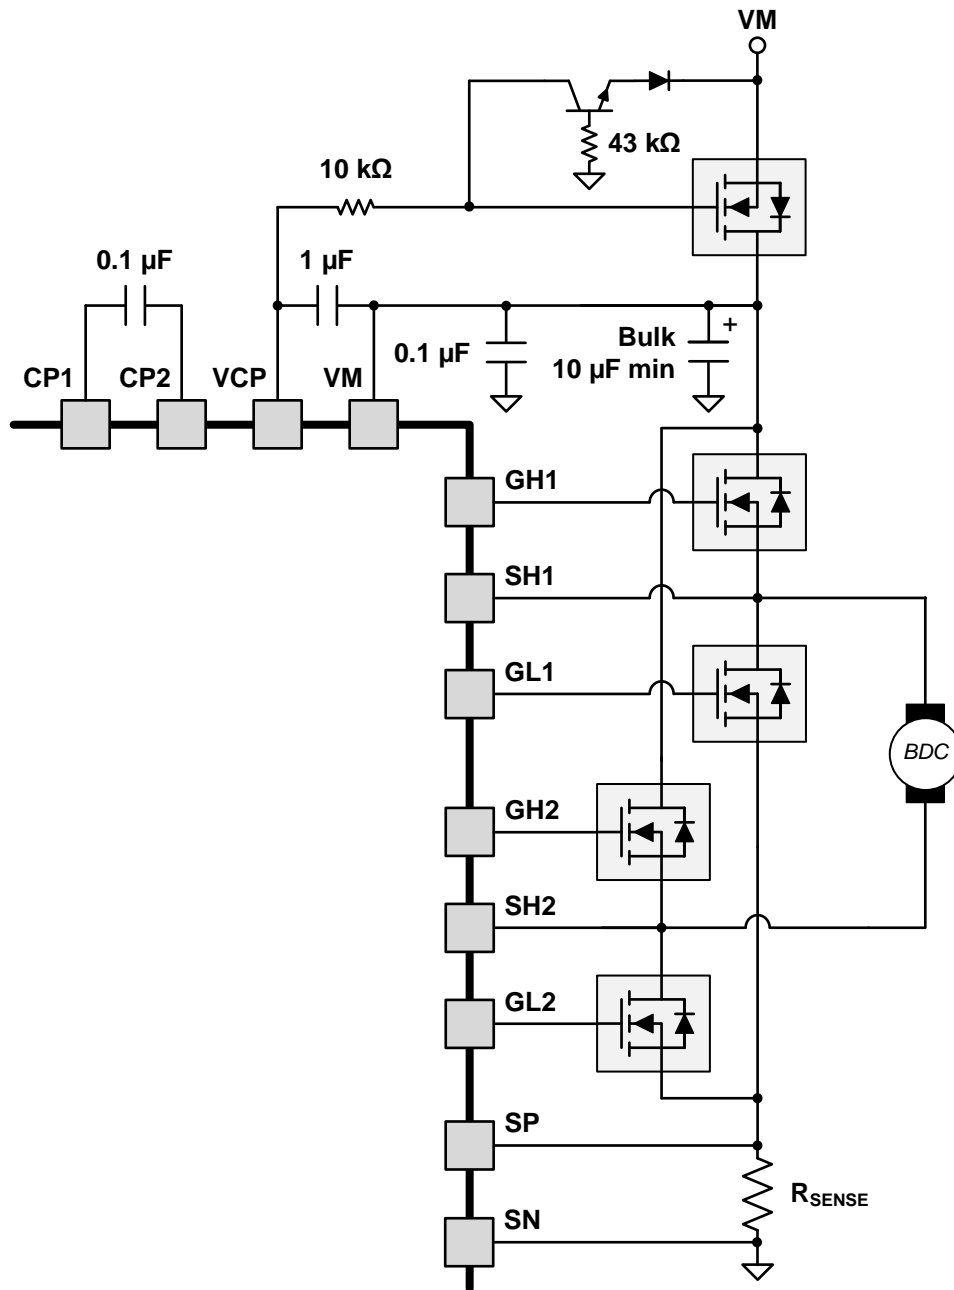 VM
43 kΩ
10 kΩ
0.1 µF
1 µF
0.1 µF
Bulk
10 µF min
+
CP1
CP2
VCP
VM
GH1
SH1
GL1
BDC
GH2
SH2
GL2
SP
RSENSE
SN